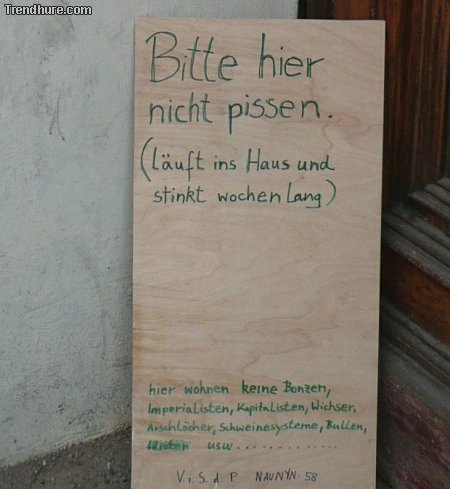 Trendhure.com
Bitte hier
nicht pissen.
(läuft ins Haus und
stinkt wochenlang)
hier wohnen keine Bonzen,
Imperialisten, Kapitalisten, Wichser,
Arschlöcher, Schweinesysteme, Bullen,
Idioten usw..............
V.i.S.d.P. NAUNYN 58